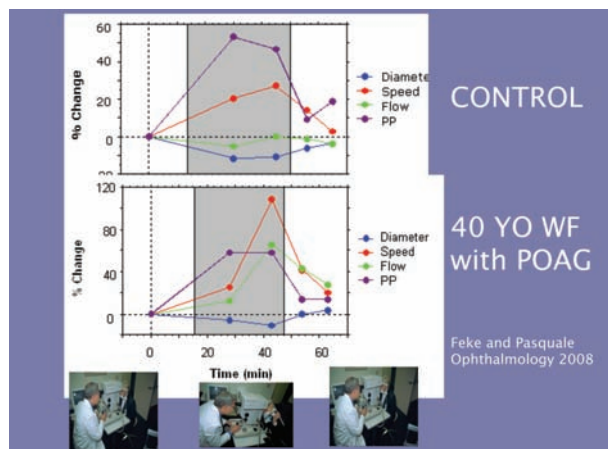 60
40
20
0
20
% Change
Diameter
Speed
Flow
PP
CONTROL
120
80
40
0
% Change
Diameter
Speed
Flow
PP
0 20 40 60
Time (min)
40 YO WF
with POAG
Feke and Pasquale
Ophthalmology 2008